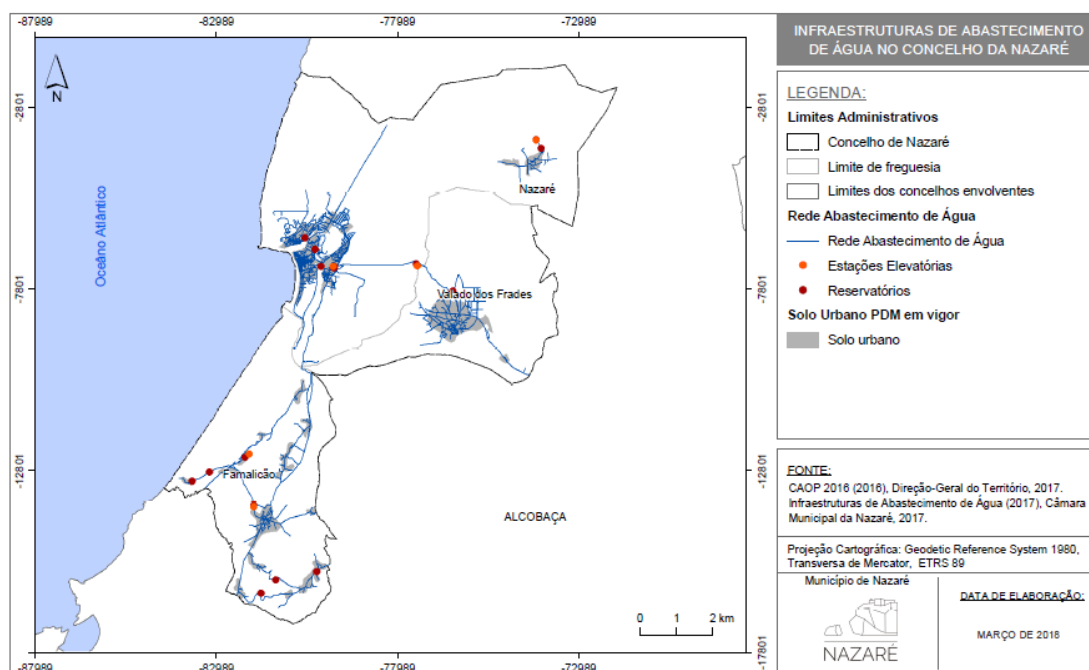 -87989
-82989
-77989
-72989
INFRAESTRUTURAS DE ABASTECIMENTO
DE ÁGUA NO CONCELHO DA NAZARÉ
N
-2801
-2801
Nazaré
Oceâno Atlântico
-7801
-7801
Valado dos Frades
-12801
-12801
Famalicão
ALCOBAÇA
0 1 2 km
-17801
-87989
-82989
-77989
-72989
LEGENDA:
Limites Administrativos
Concelho de Nazaré
Limite de freguesia
Limites dos concelhos envolventes
Rede Abastecimento de Água
Rede Abastecimento de Água
Estações Elevatórias
Reservatórios
Solo Urbano PDM em vigor
Solo urbano
FONTE:
CAOP 2016 (2016), Direção-Geral do Território, 2017.
Infraestruturas de Abastecimento de Água (2017), Câmara
Municipal da Nazaré, 2017.
Projeção Cartográfica: Geodetic Reference System 1980,
Transversa de Mercator, ETRS 89
Município de Nazaré
NAZARÉ
DATA DE ELABORAÇÃO:
MARÇO DE 2018